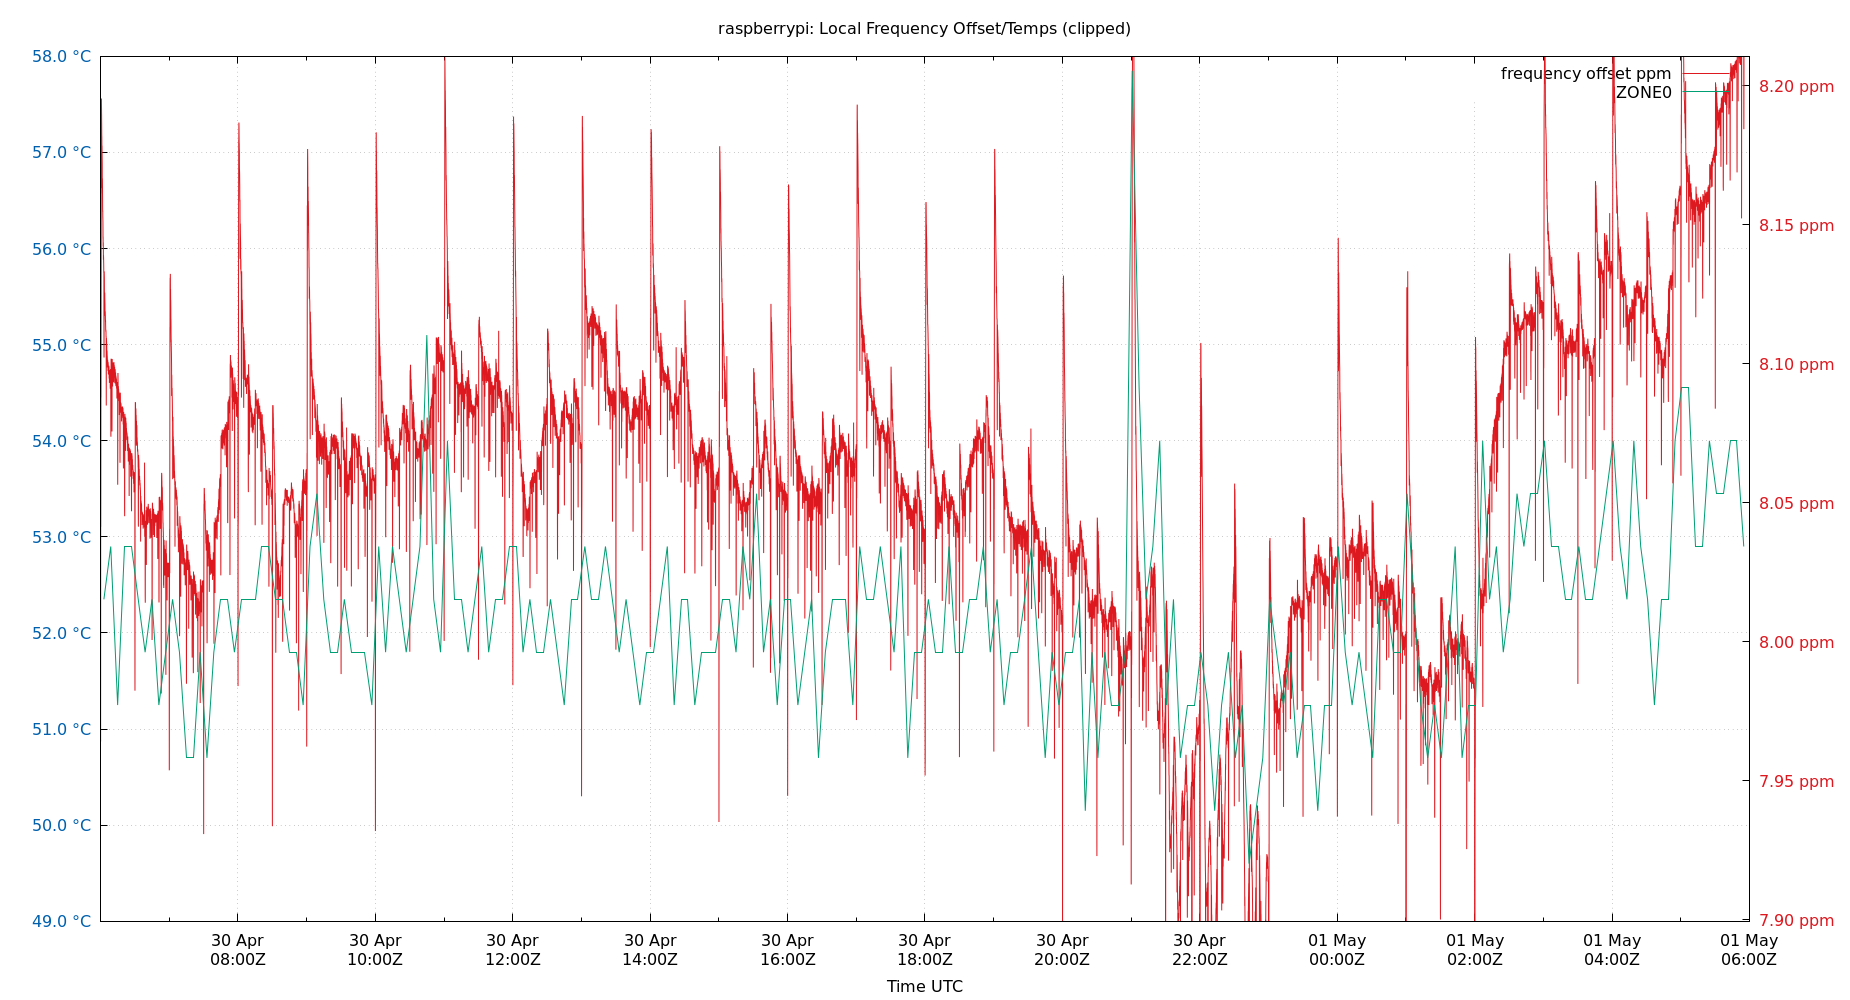 raspberrypi: Local Frequency Offset/Temps (clipped)
58.0 °C
57.0 °C
56.0 °C
55.0 °C
54.0 °C
53.0 °C
52.0 °C
51.0 °C
50.0 °C
49.0 °C
frequency offset ppm
ZONE0
8.20 ppm
8.15 ppm
8.10 ppm
8.05 ppm
8.00 ppm
7.95 ppm
7.90 ppm
30 Apr 30 Apr 30 Apr 30 Apr 30 Apr 30 Apr 30 Apr 30 Apr 01 May 01 May 01 May 01 May
08:00Z 10:00Z 12:00Z 14:00Z 16:00Z 18:00Z 20:00Z 22:00Z 00:00Z 02:00Z 04:00Z 06:00Z
Time UTC